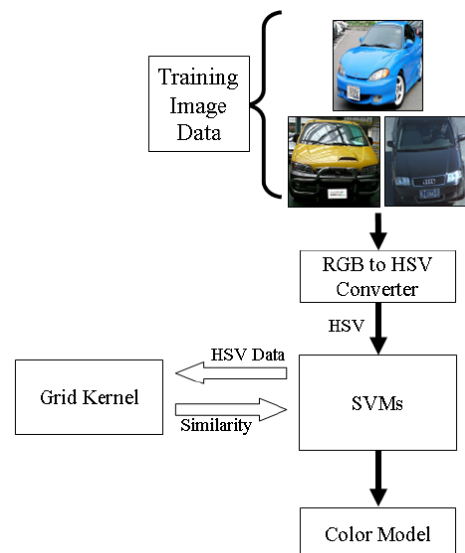 Training
Image
Data
RGB to HSV
Converter
HSV
HSV Data
Grid Kernel
SVMs
Similarity
Color Model